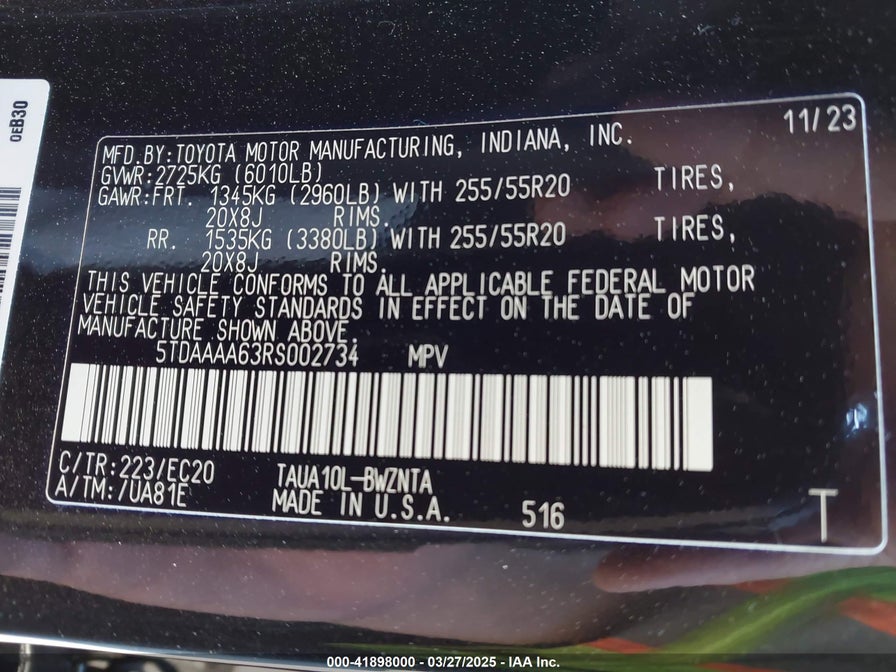 0EB30
11/23
MFD.BY:TOYOTA MOTOR MANUFACTURING, INDIANA, INC.
GVWR:2725KG (6010LB)
GAWR:FRT. 1345KG (2960LB) WITH 255/55R20 TIRES,
20X8J RIMS.
RR. 1535KG (3380LB) WITH 255/55R20 TIRES,
20X8J RIMS.
THIS VEHICLE CONFORMS TO ALL APPLICABLE FEDERAL MOTOR
VEHICLE SAFETY STANDARDS IN EFFECT ON THE DATE OF
MANUFACTURE SHOWN ABOVE.
5TDAAAA63RS002734 MPV
C/TR:223/EC20 TAUA10L-BWZNTA
A/TM:/UA81E MADE IN U.S.A. 516 T
000-41898000 - 03/27/2025 - IAA Inc.